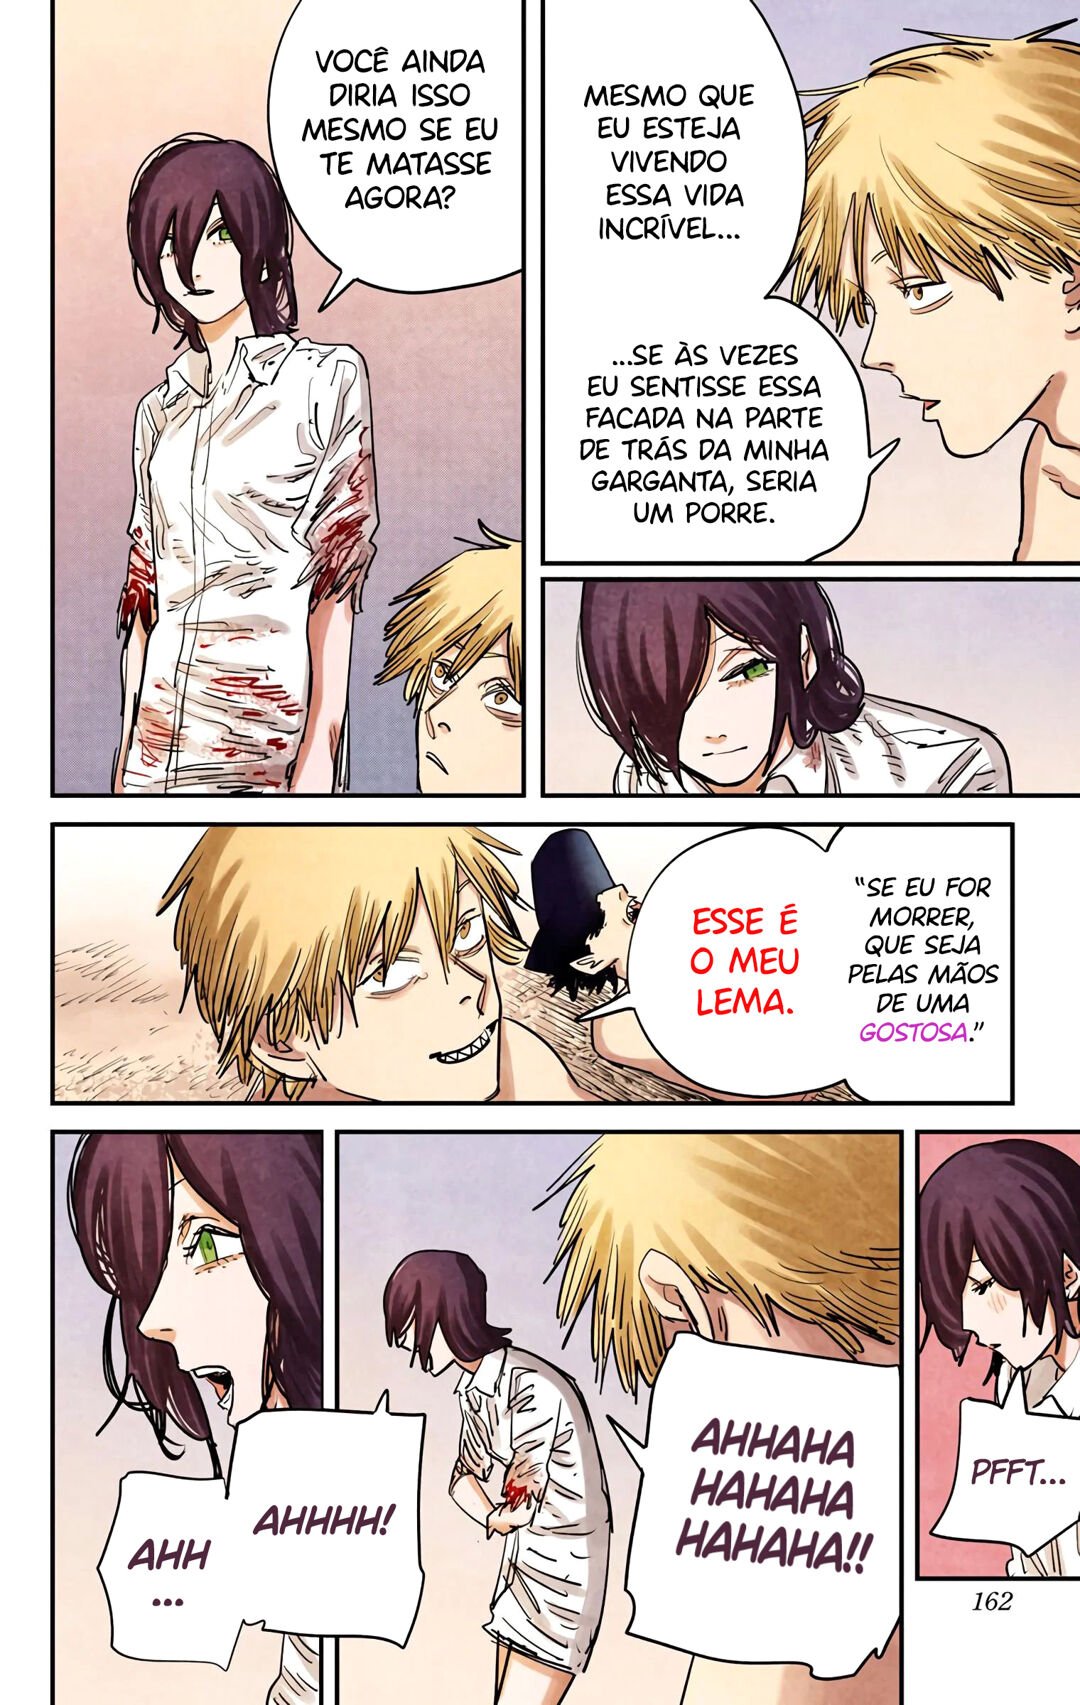 MESMO QUE
EU ESTEJA
VIVENDO
ESSA VIDA
INCRÍVEL...
...SE ÀS VEZES
EU SENTISSE ESSA
FACADA NA PARTE
DE TRÁS DA MINHA
GARGANTA, SERIA
UM PORRE.
VOCÊ AINDA
DIRIA ISSO
MESMO SE EU
TE MATASSE
AGORA?
"SE EU FOR
MORRER,
QUE SEJA
PELAS MÃOS
DE UMA
GOSTOSA."
ESSE É
O MEU
LEMA.
PFFT...
AHHAHA
HAHAHA
HAHAHA!!
AHHHH!
AHH
...
162